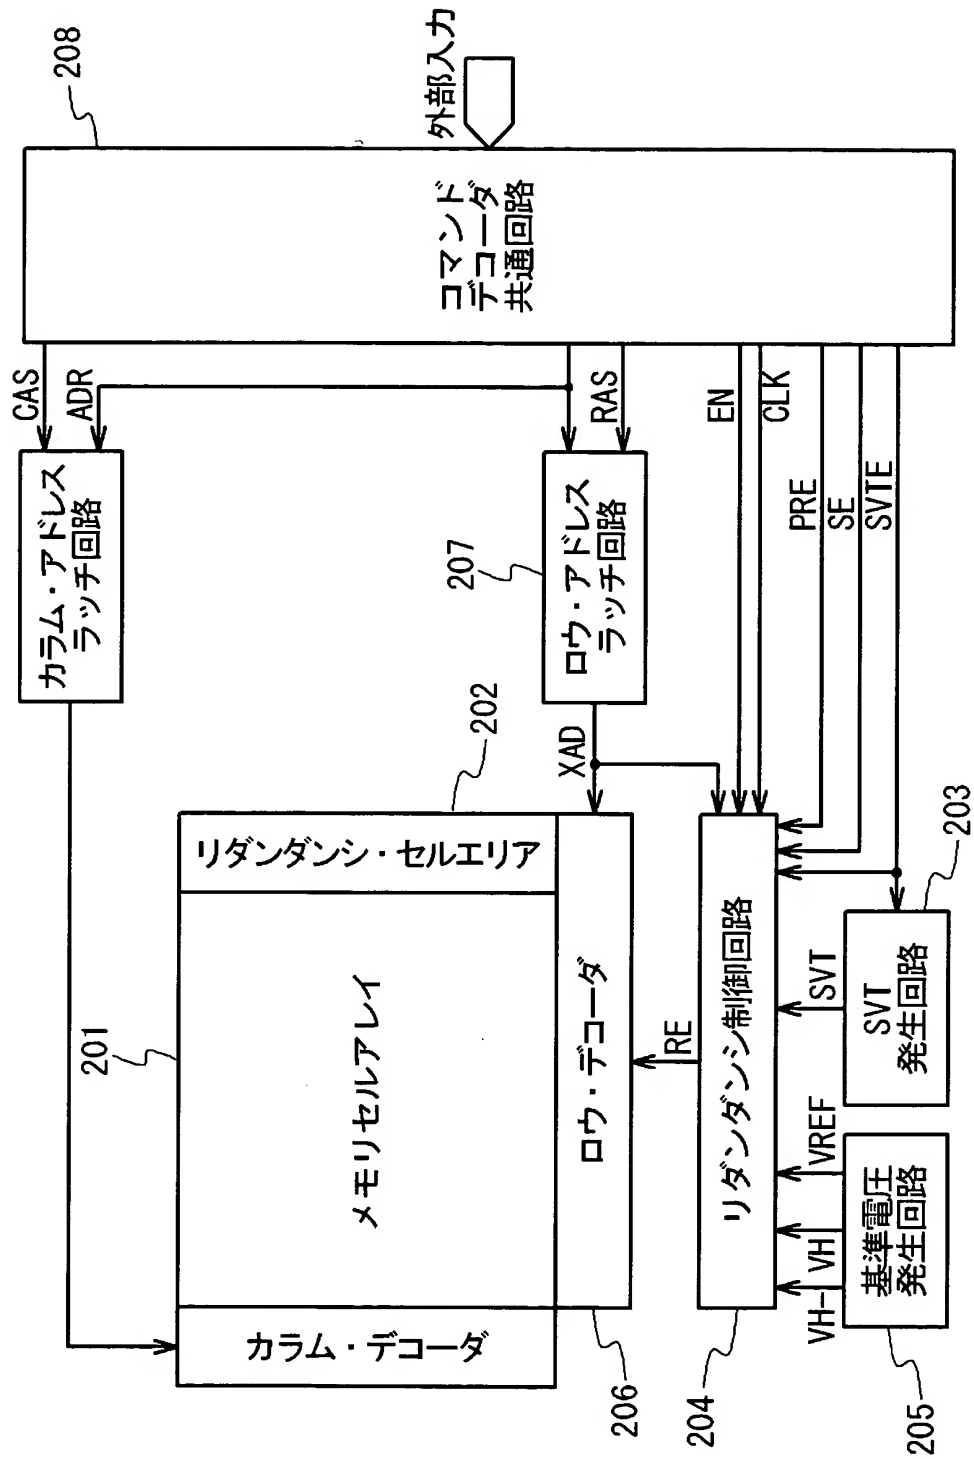 201
メモリセルアレイ
リダンダンシ・セルエリア
202
カラム・デコーダ
ロウ・デコーダ
206
カラム・アドレス
ラッチ回路
CAS
ADR
208
コマンド
デコーダ
共通回路
外部入力
207
ロウ・アドレス
ラッチ回路
RAS
XAD
EN
CLK
PRE
SE
SVTE
RE
204
リダンダンシ制御回路
VH-
VH
VREF
SVT
205
基準電圧
発生回路
SVT
発生回路
203